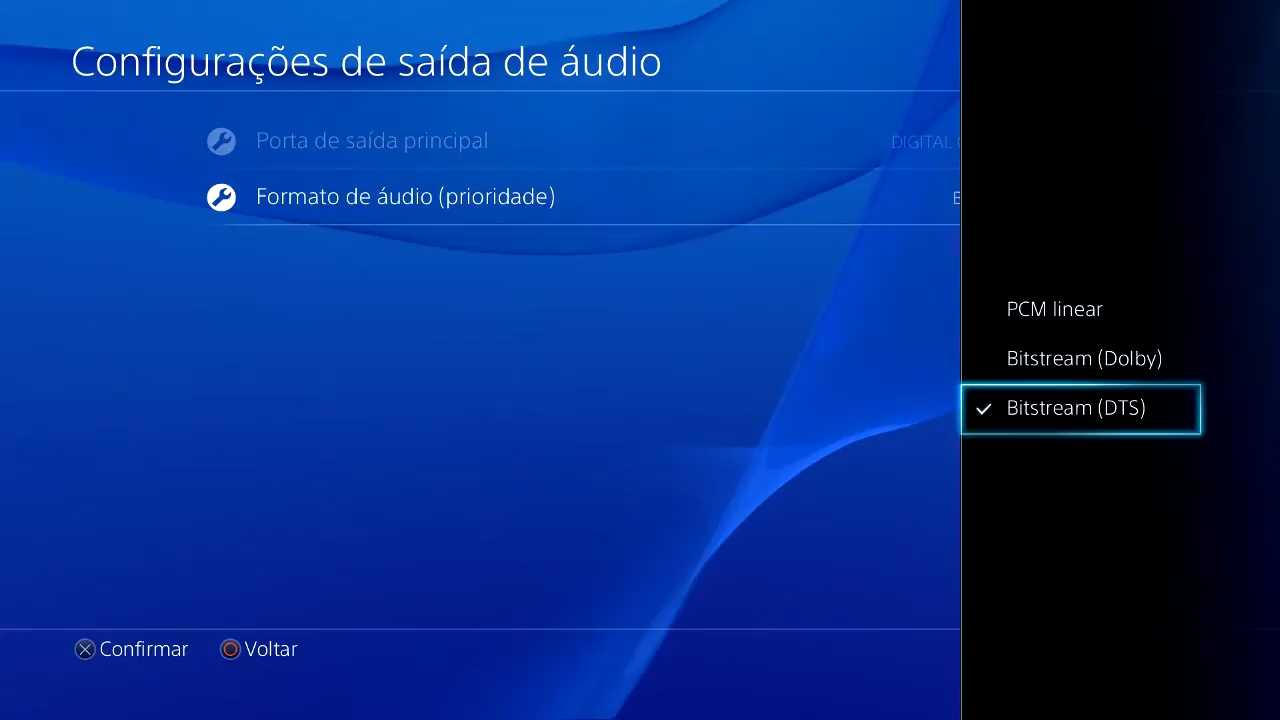 Configurações de saída de áudio
Porta de saída principal
DIGITAL
Formato de áudio (prioridade)
PCM linear
Bitstream (Dolby)
Bitstream (DTS)
Confirmar
Voltar